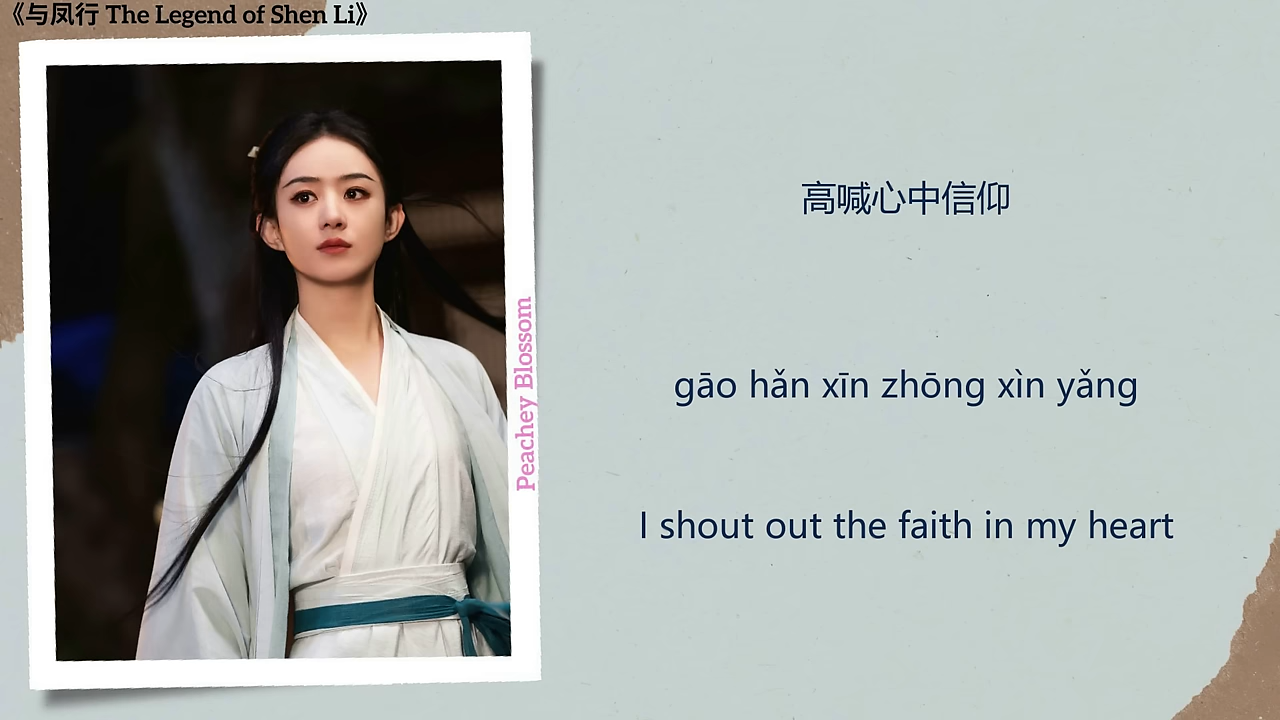 《与凤行 The Legend of Shen Li》
Peachey Blossom
高喊心中信仰
gāo hǎn xīn zhōng xìn yǎng
I shout out the faith in my heart